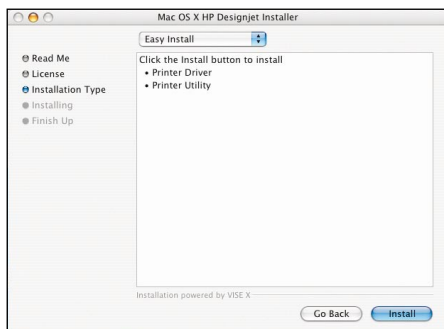 Mac OS X HP Designjet Installer
Easy Install
Read Me
License
Installation Type
Installing
Finish Up
Click the Install button to install
• Printer Driver
• Printer Utility
Installation powered by VISE X
Go Back
Install